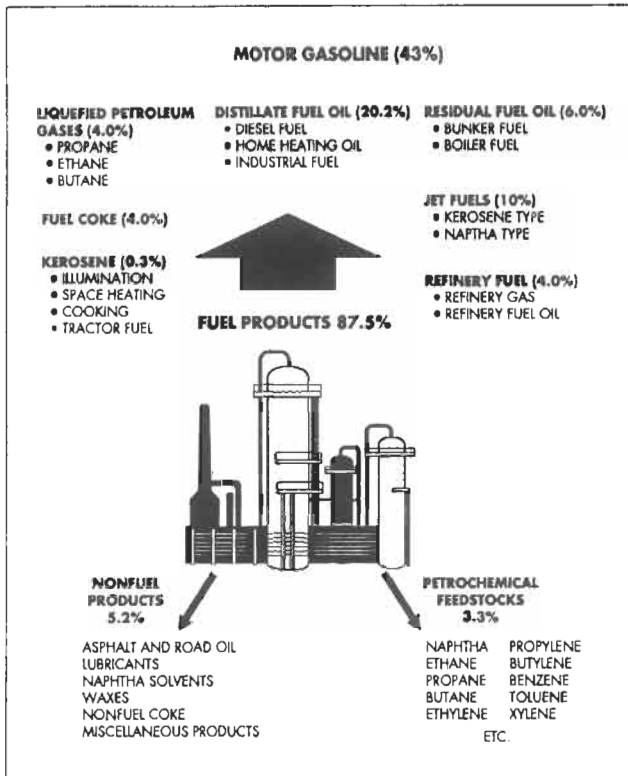 MOTOR GASOLINE (43%)
LIQUEFIED PETROLEUM
GASES (4.0%)
• PROPANE
• ETHANE
• BUTANE
DISTILLATE FUEL OIL (20.2%)
• DIESEL FUEL
• HOME HEATING OIL
• INDUSTRIAL FUEL
RESIDUAL FUEL OIL (6.0%)
• BUNKER FUEL
• BOILER FUEL
FUEL COKE (4.0%)
KEROSENE (0.3%)
• ILLUMINATION
• SPACE HEATING
• COOKING
• TRACTOR FUEL
JET FUELS (10%)
• KEROSENE TYPE
• NAPTHA TYPE
REFINERY FUEL (4.0%)
• REFINERY GAS
• REFINERY FUEL OIL
FUEL PRODUCTS 87.5%
NONFUEL
PRODUCTS
5.2%
ASPHALT AND ROAD OIL
LUBRICANTS
NAPHTHA SOLVENTS
WAXES
NONFUEL COKE
MISCELLANEOUS PRODUCTS
PETROCHEMICAL
FEEDSTOCKS
3.3%
NAPHTHA PROPYLENE
ETHANE BUTYLENE
PROPANE BENZENE
BUTANE TOLUENE
ETHYLENE XYLENE
ETC.